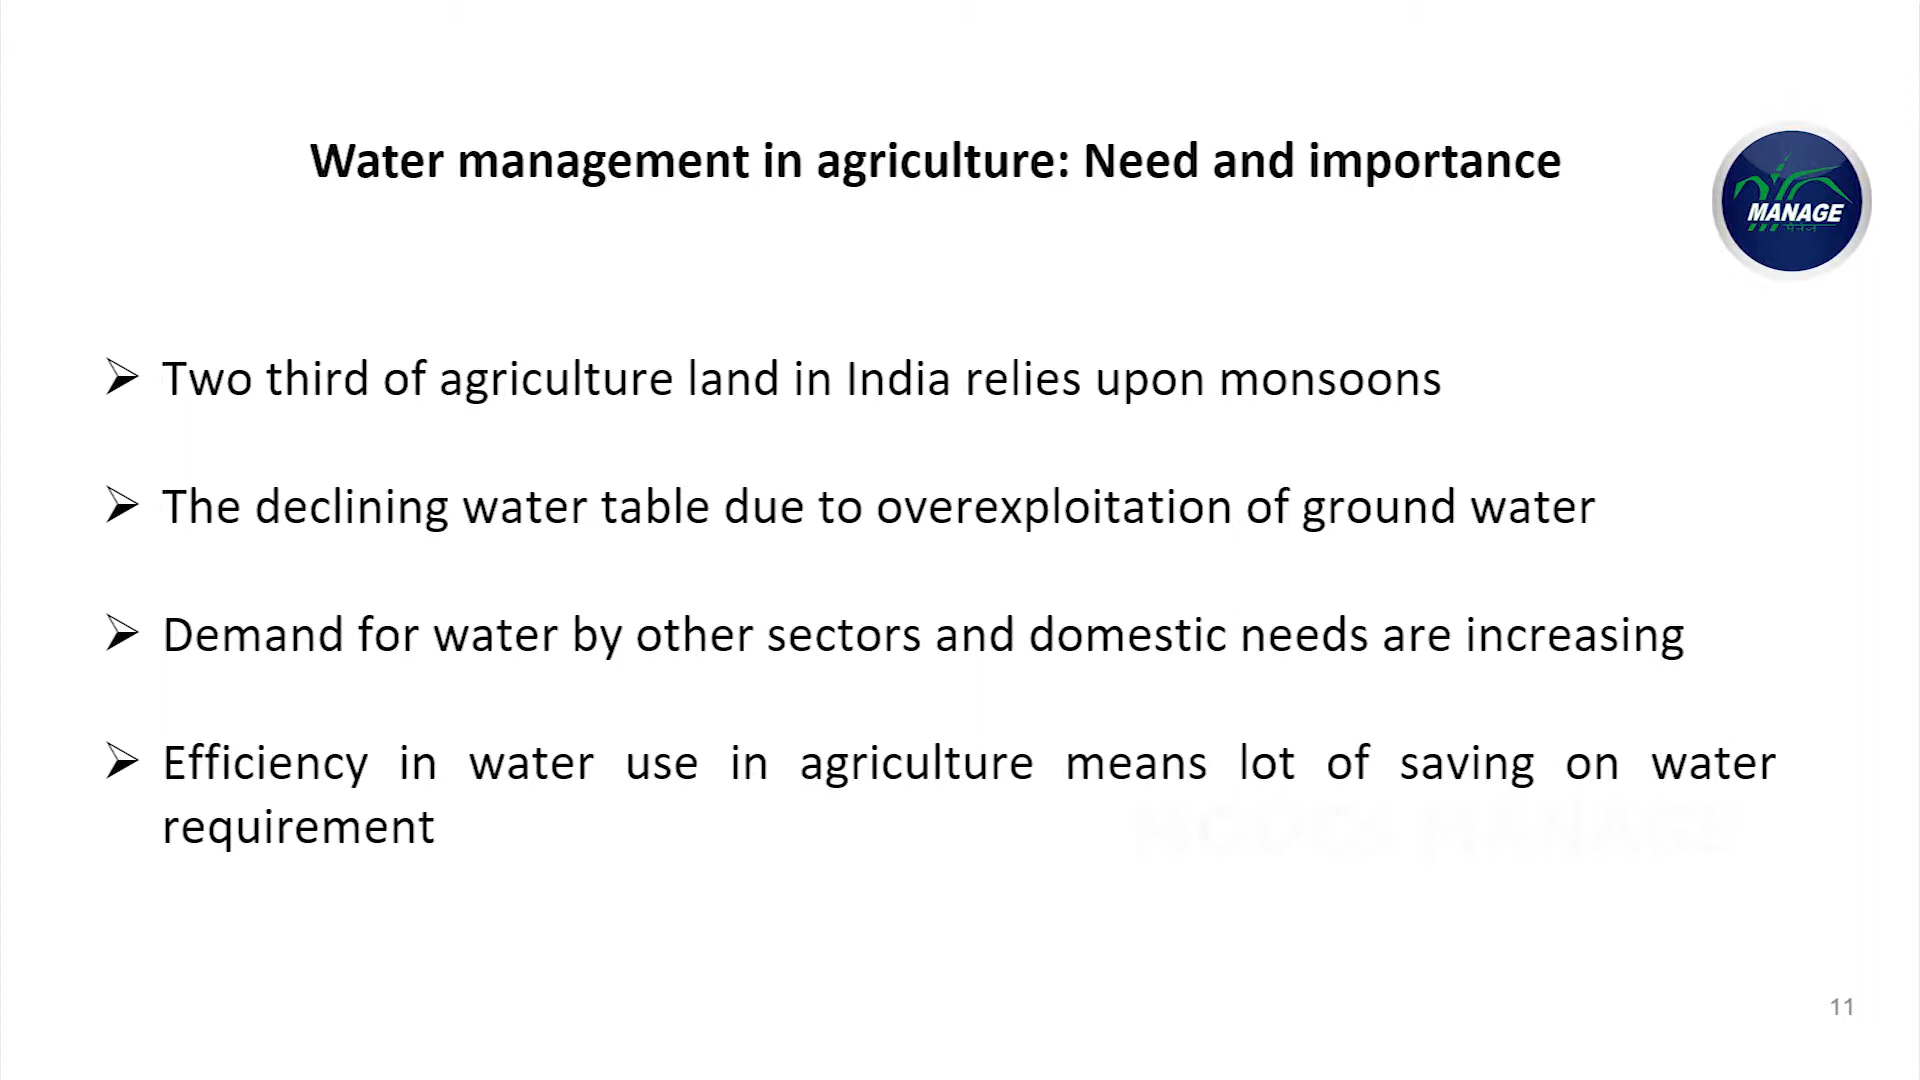 Water management in agriculture: Need and importance
MANAGE
मैनेज
Two third of agriculture land in India relies upon monsoons
The declining water table due to overexploitation of ground water
Demand for water by other sectors and domestic needs are increasing
Efficiency in water use in agriculture means lot of saving on water
requirement
11